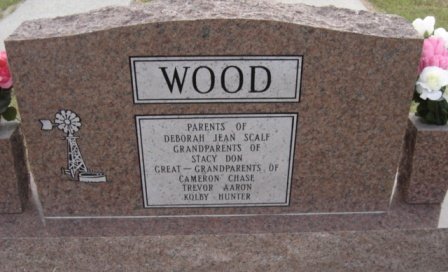 WOOD
PARENTS OF
DEBORAH JEAN SCALF
GRANDPARENTS OF
STACY DON
GREAT-GRANDPARENTS OF
CAMERON CHASE
TREVOR AARON
KOLBY HUNTER